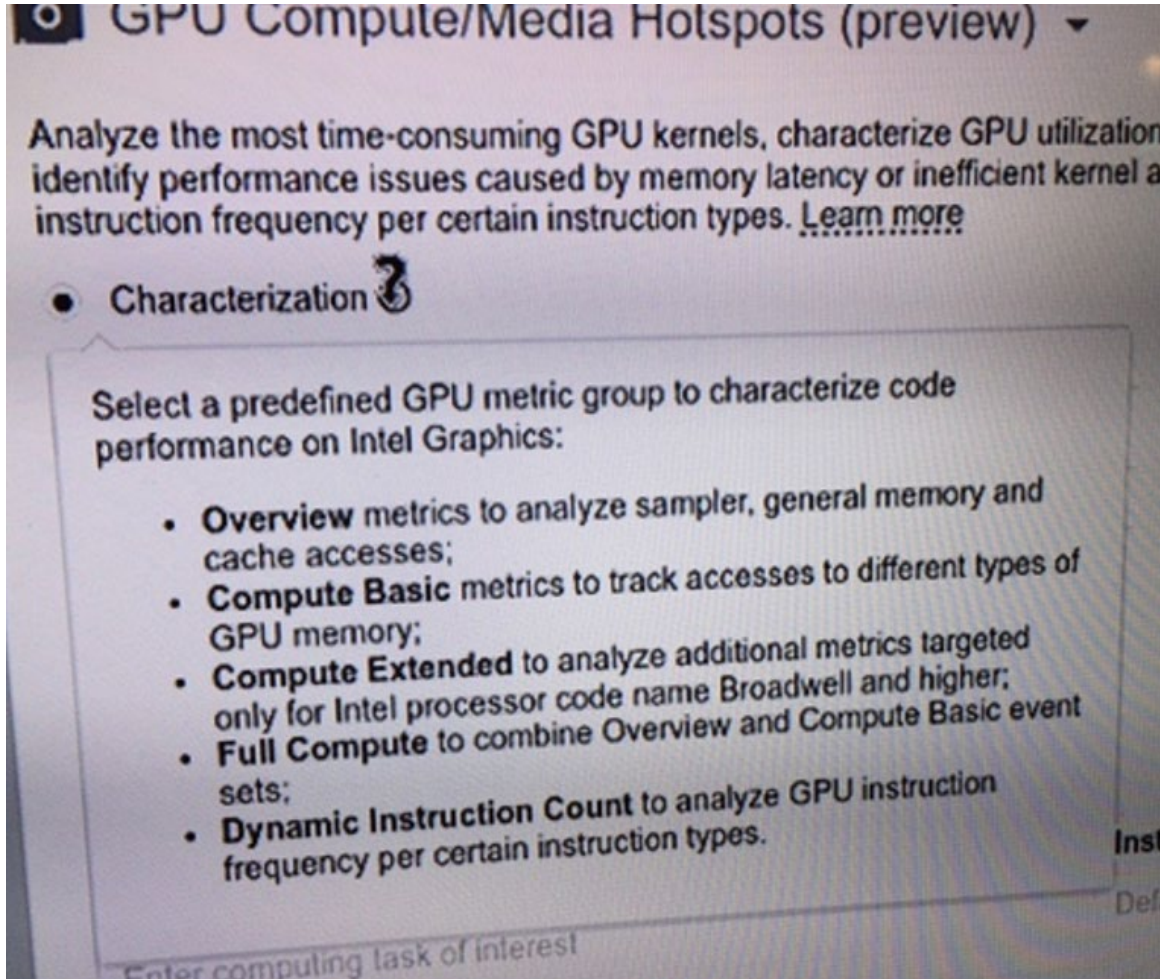 GPU Compute/Media Hotspots (preview)
Analyze the most time-consuming GPU kernels, characterize GPU utilization
identify performance issues caused by memory latency or inefficient kernel a
instruction frequency per certain instruction types. Learn more
Characterization
Select a predefined GPU metric group to characterize code
performance on Intel Graphics:
• Overview metrics to analyze sampler, general memory and
cache accesses;
• Compute Basic metrics to track accesses to different types of
GPU memory;
• Compute Extended to analyze additional metrics targeted
only for Intel processor code name Broadwell and higher;
• Full Compute to combine Overview and Compute Basic event
sets;
• Dynamic Instruction Count to analyze GPU instruction
frequency per certain instruction types.
Inst
Def
Enter computing task of interest